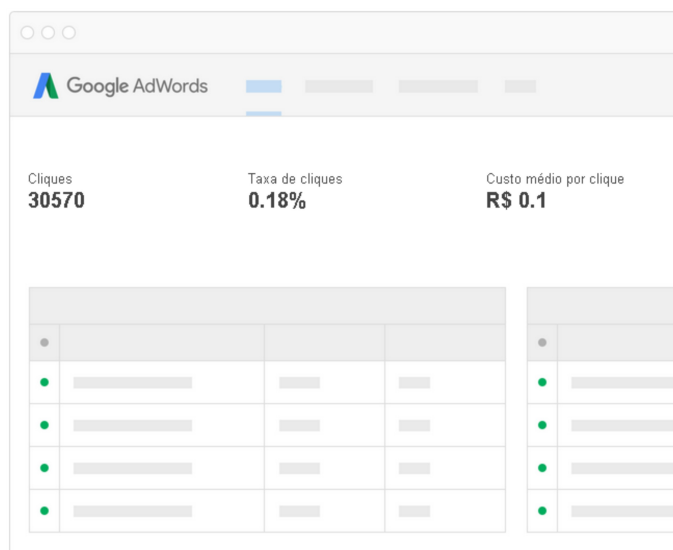 Google AdWords
Cliques
30570
Taxa de cliques
0.18%
Custo médio por clique
R$ 0.1